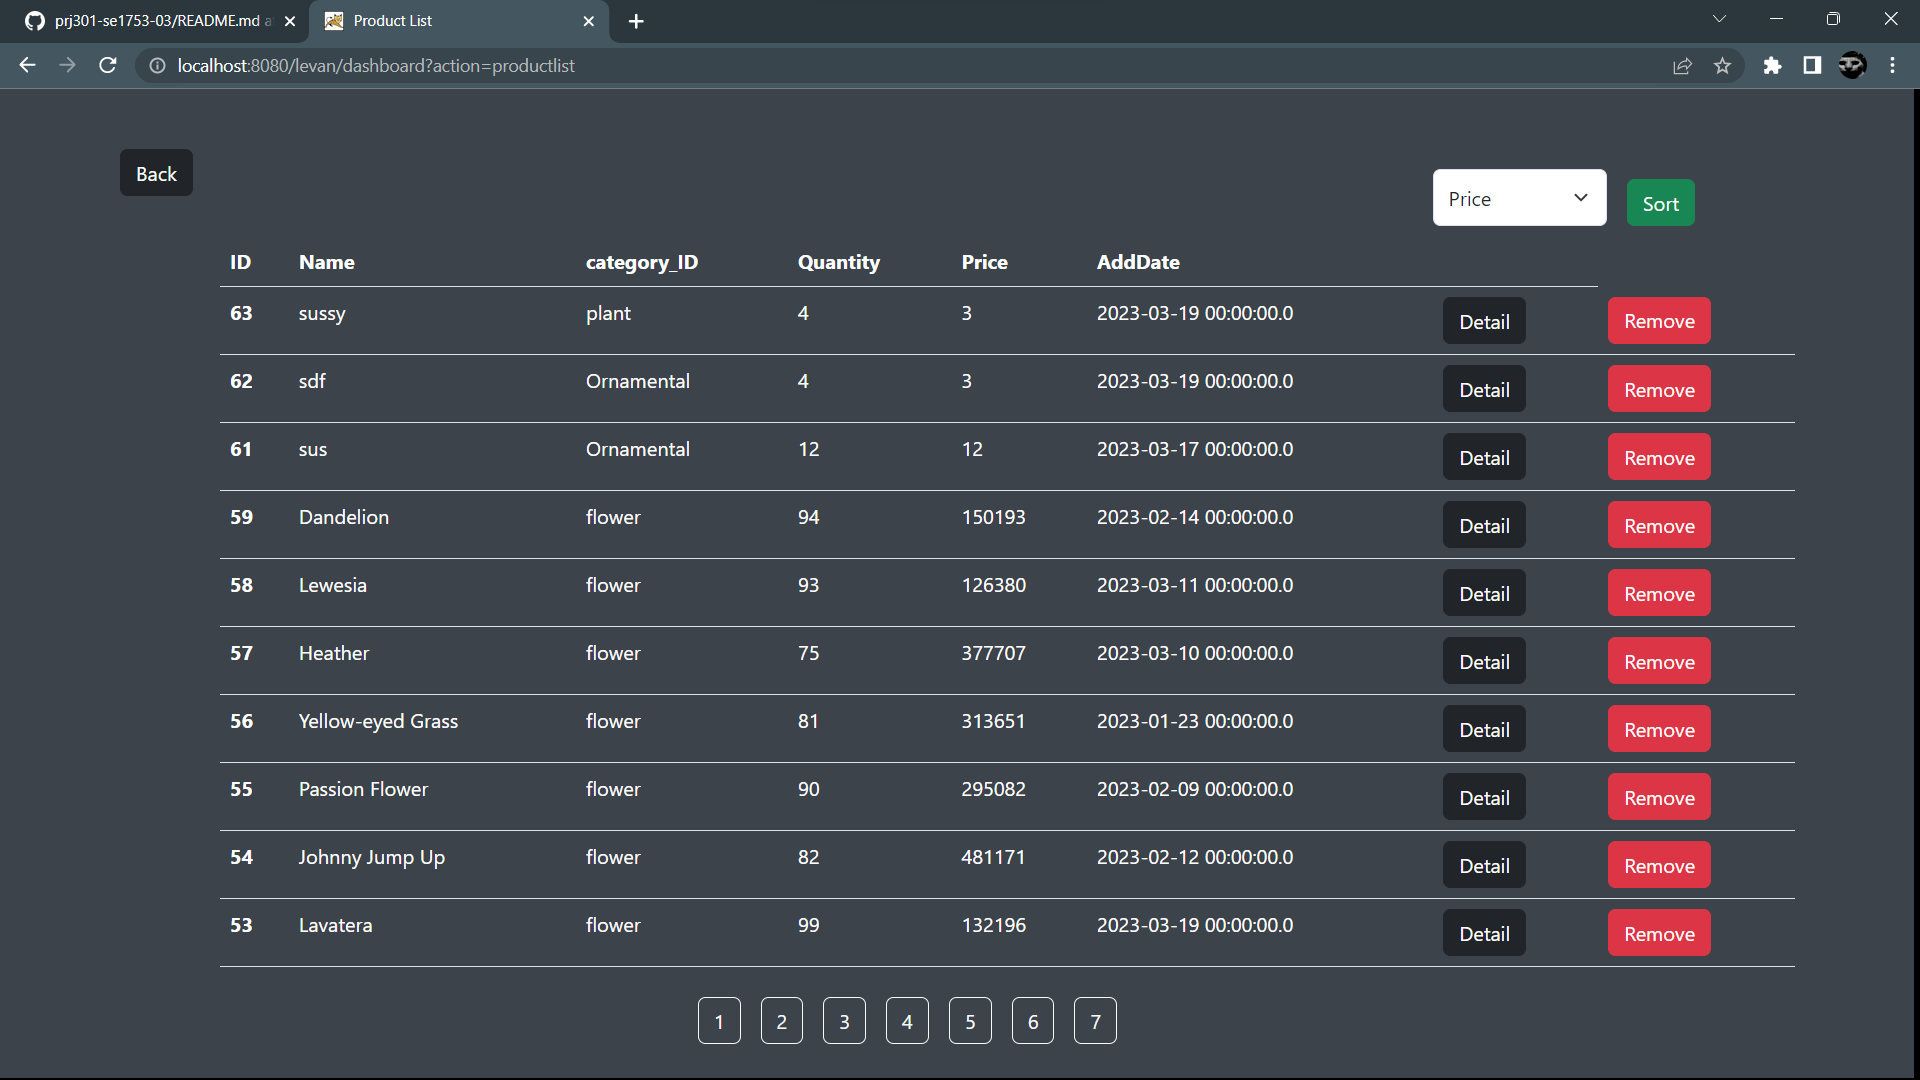 prj301-se1753-03/README.md a
Product List
localhost:8080/levan/dashboard?action=productlist
Back
Price
Sort
ID Name category_ID Quantity Price AddDate
63 sussy plant 4 3 2023-03-19 00:00:00.0 Detail Remove
62 sdf Ornamental 4 3 2023-03-19 00:00:00.0 Detail Remove
61 sus Ornamental 12 12 2023-03-17 00:00:00.0 Detail Remove
59 Dandelion flower 94 150193 2023-02-14 00:00:00.0 Detail Remove
58 Lewesia flower 93 126380 2023-03-11 00:00:00.0 Detail Remove
57 Heather flower 75 377707 2023-03-10 00:00:00.0 Detail Remove
56 Yellow-eyed Grass flower 81 313651 2023-01-23 00:00:00.0 Detail Remove
55 Passion Flower flower 90 295082 2023-02-09 00:00:00.0 Detail Remove
54 Johnny Jump Up flower 82 481171 2023-02-12 00:00:00.0 Detail Remove
53 Lavatera flower 99 132196 2023-03-19 00:00:00.0 Detail Remove
1 2 3 4 5 6 7